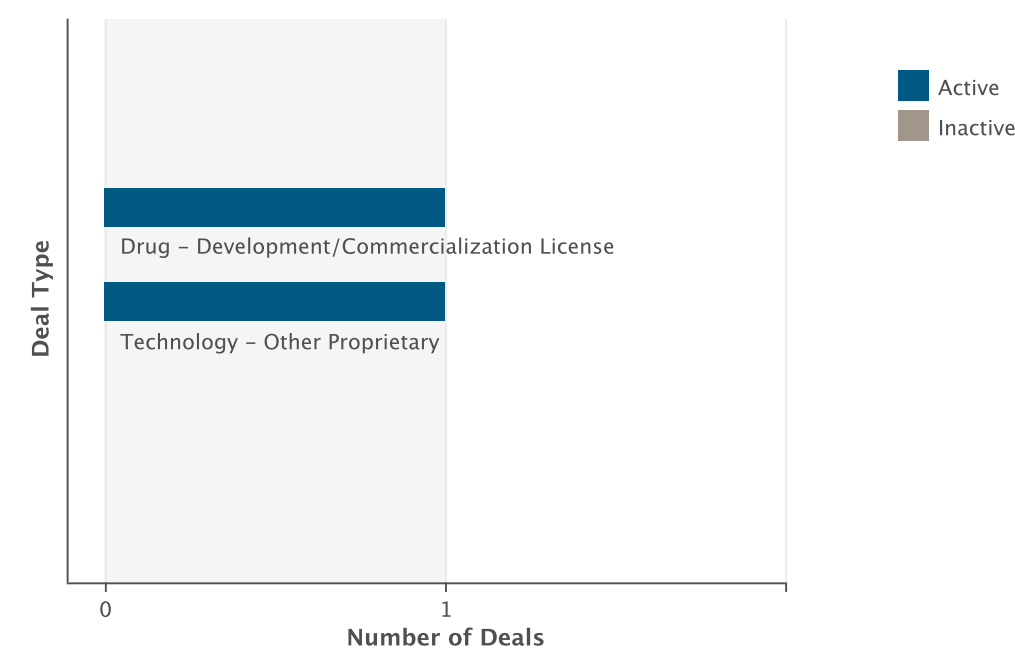 Active
Inactive
Drug – Development/Commercialization License
Technology – Other Proprietary
Deal Type
0 1
Number of Deals